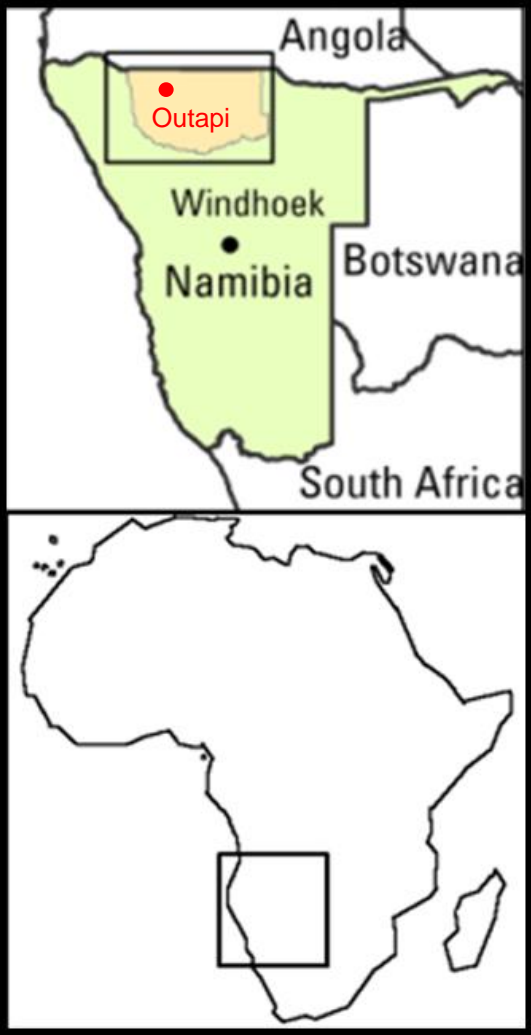 Angola
Outapi
Windhoek
Namibia
Botswana
South Africa